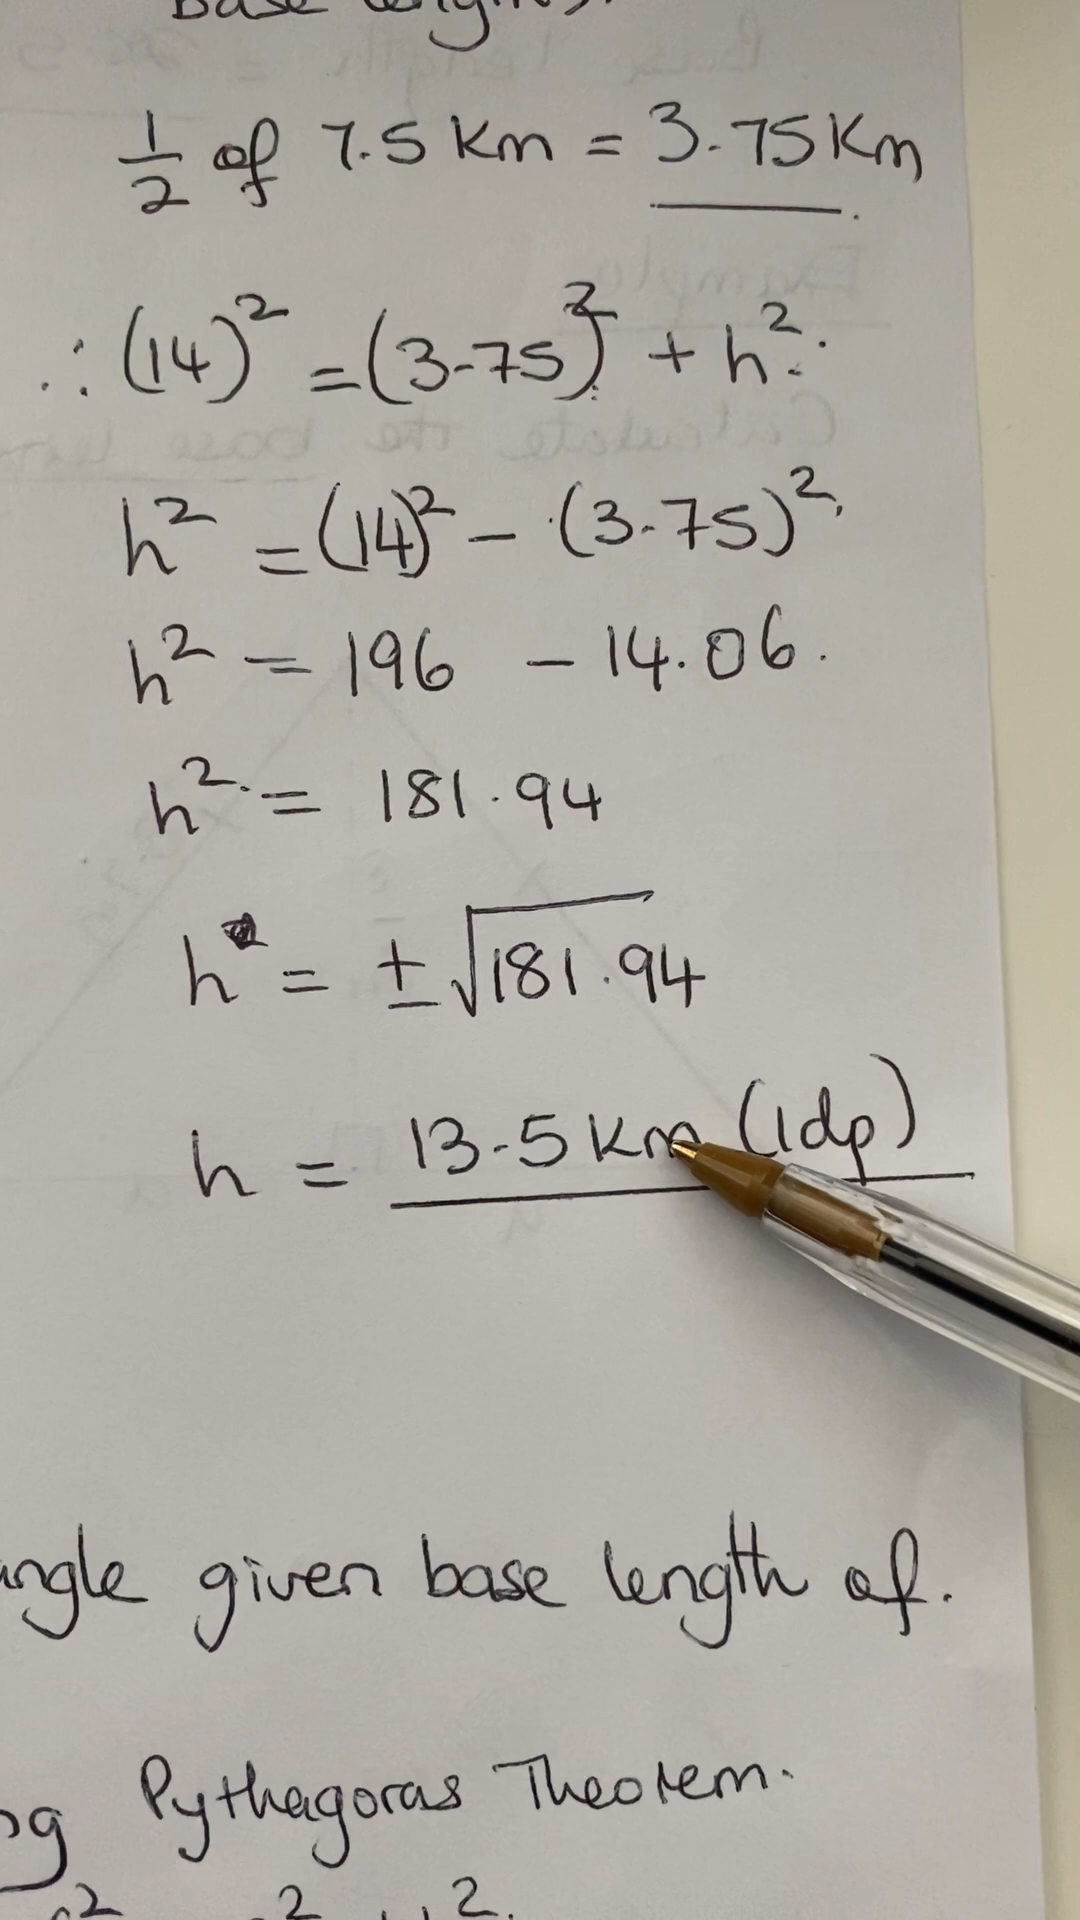 Base length).
1/2 of 7.5 Km = 3.75 Km.
∴ (14)² = (3.75)² + h².
h² = (14)² - (3.75)²
h² = 196 - 14.06.
h² = 181.94
h = ±√181.94
h = 13.5 km (1dp)
given base length of.
Pythagoras Theorem.